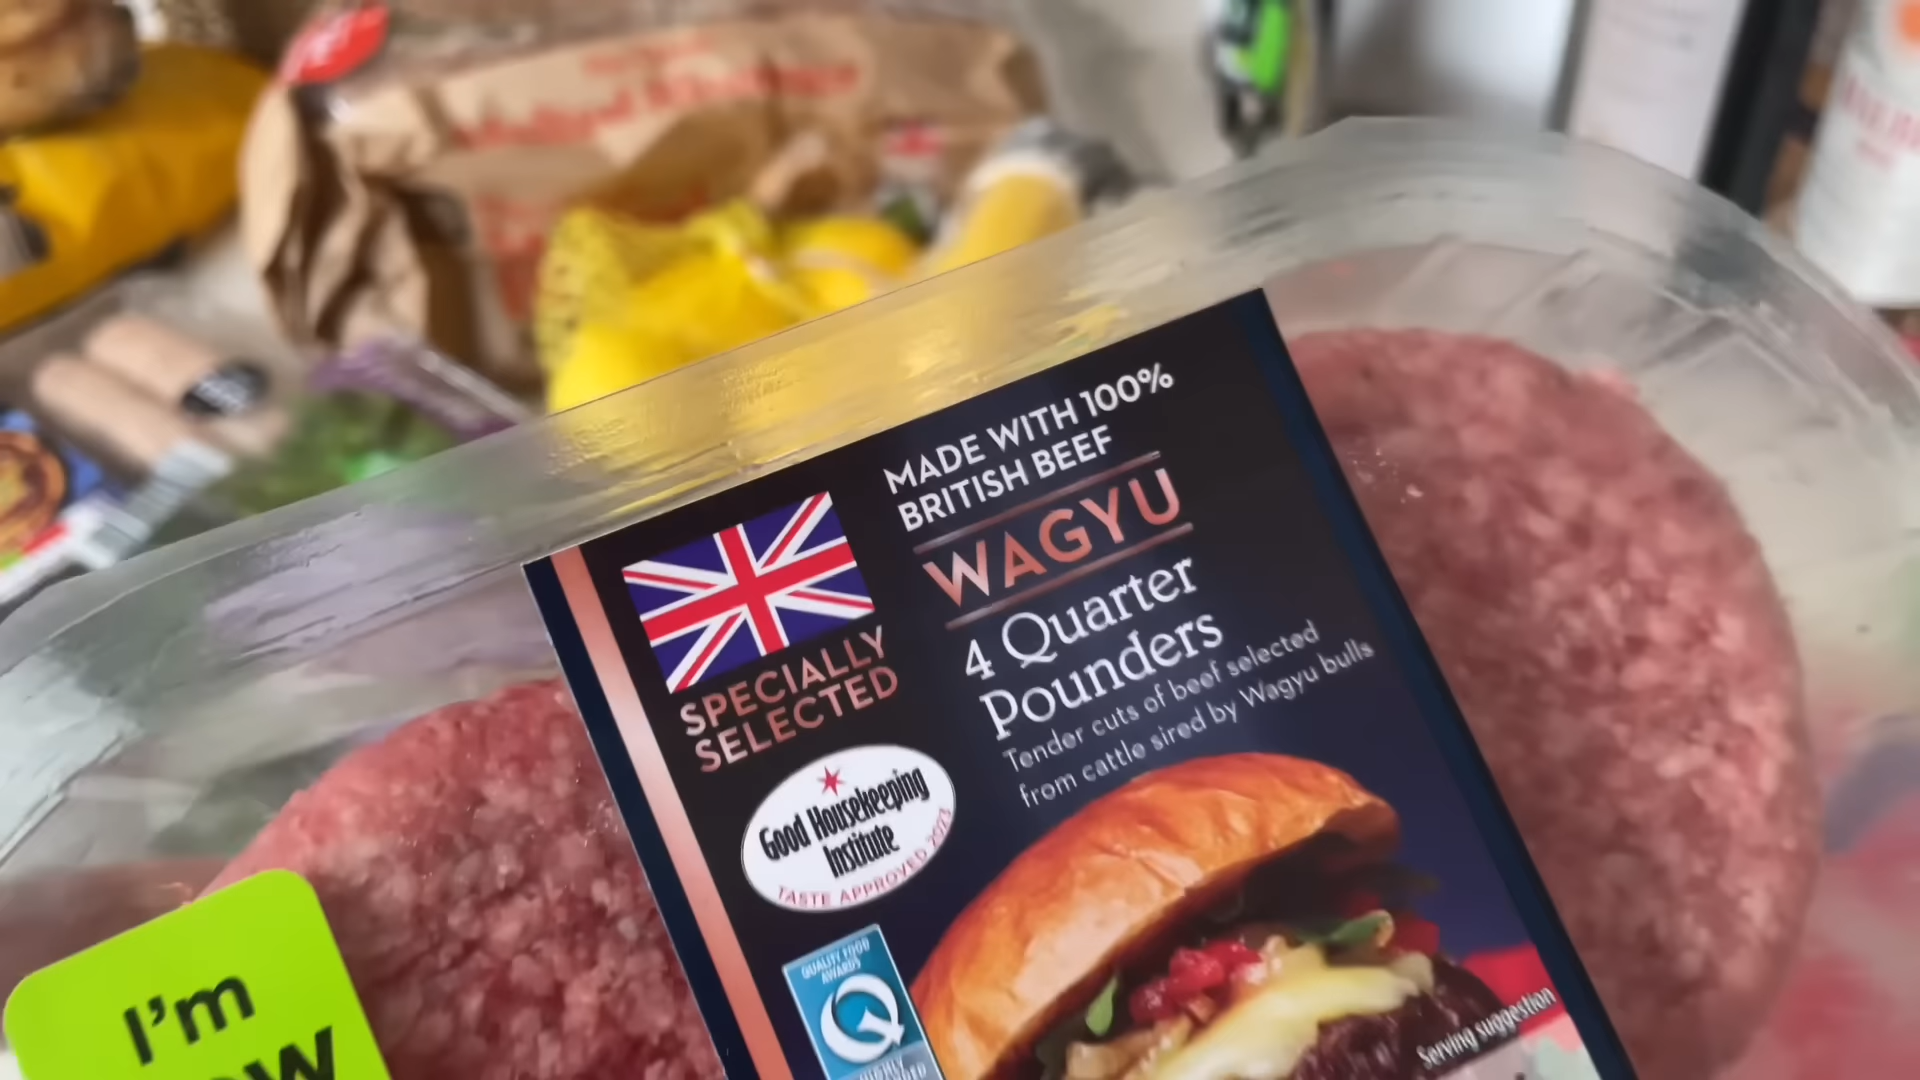 MADE WITH 100%
BRITISH BEEF
WAGYU
4 Quarter
Pounders
Tender cuts of beef selected
from cattle sired by Wagyu bulls
SPECIALLY
SELECTED
Good Housekeeping
Institute
TASTE APPROVED 2023
QUALITY FOOD
AWARDS
Q
Serving suggestion
I'm